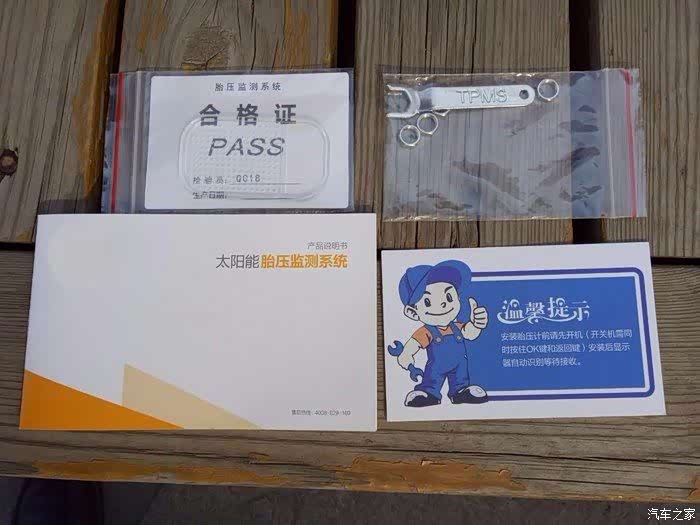 胎压监测系统
合格证
PASS
检验员: QC18
生产日期:
TPMS
产品说明书
太阳能胎压监测系统
温馨提示
安装胎压计前请先开机（开关机需同
时按住OK键和返回键）安装后显示
器自动识别等待接收。
汽车之家